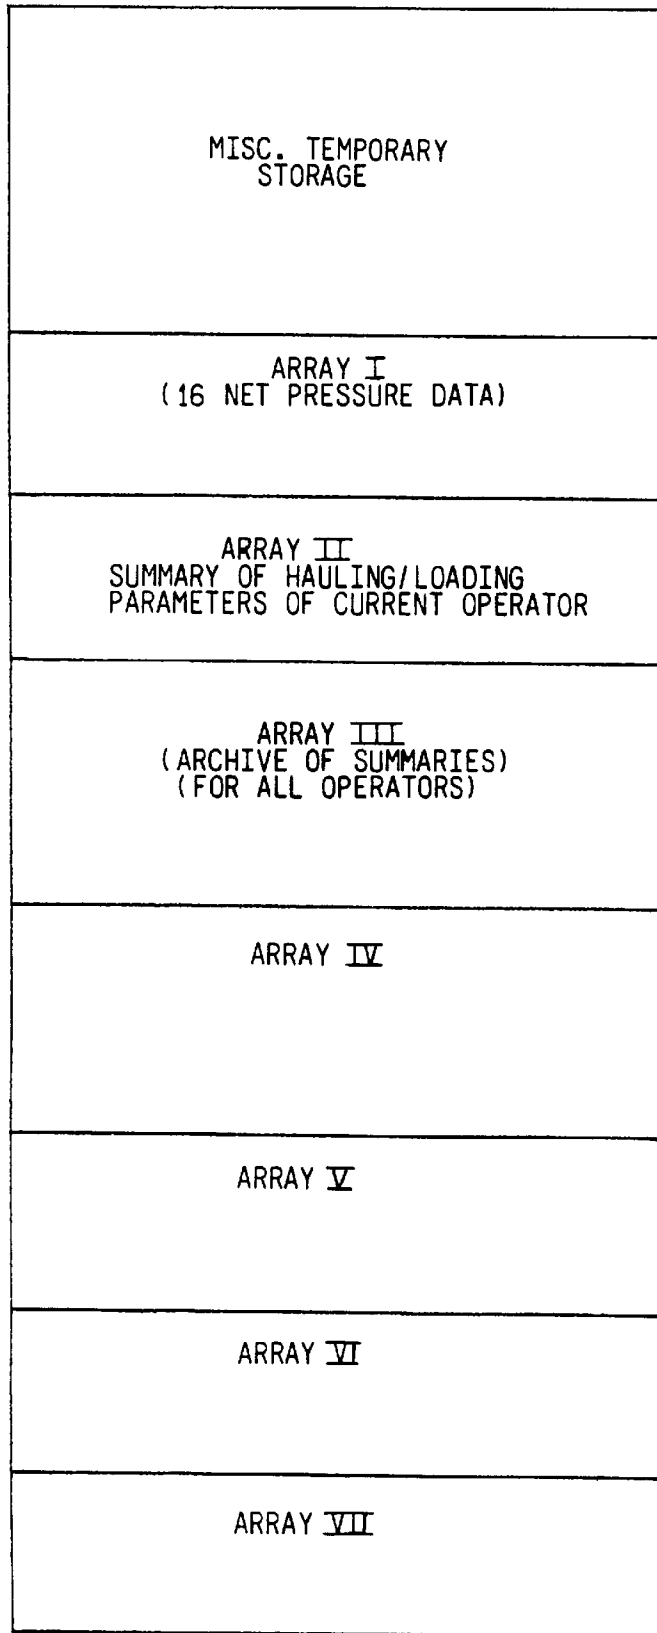 MISC. TEMPORARY
STORAGE
ARRAY I
(16 NET PRESSURE DATA)
ARRAY II
SUMMARY OF HAULING/LOADING
PARAMETERS OF CURRENT OPERATOR
ARRAY III
(ARCHIVE OF SUMMARIES)
(FOR ALL OPERATORS)
ARRAY IV
ARRAY V
ARRAY VI
ARRAY VII